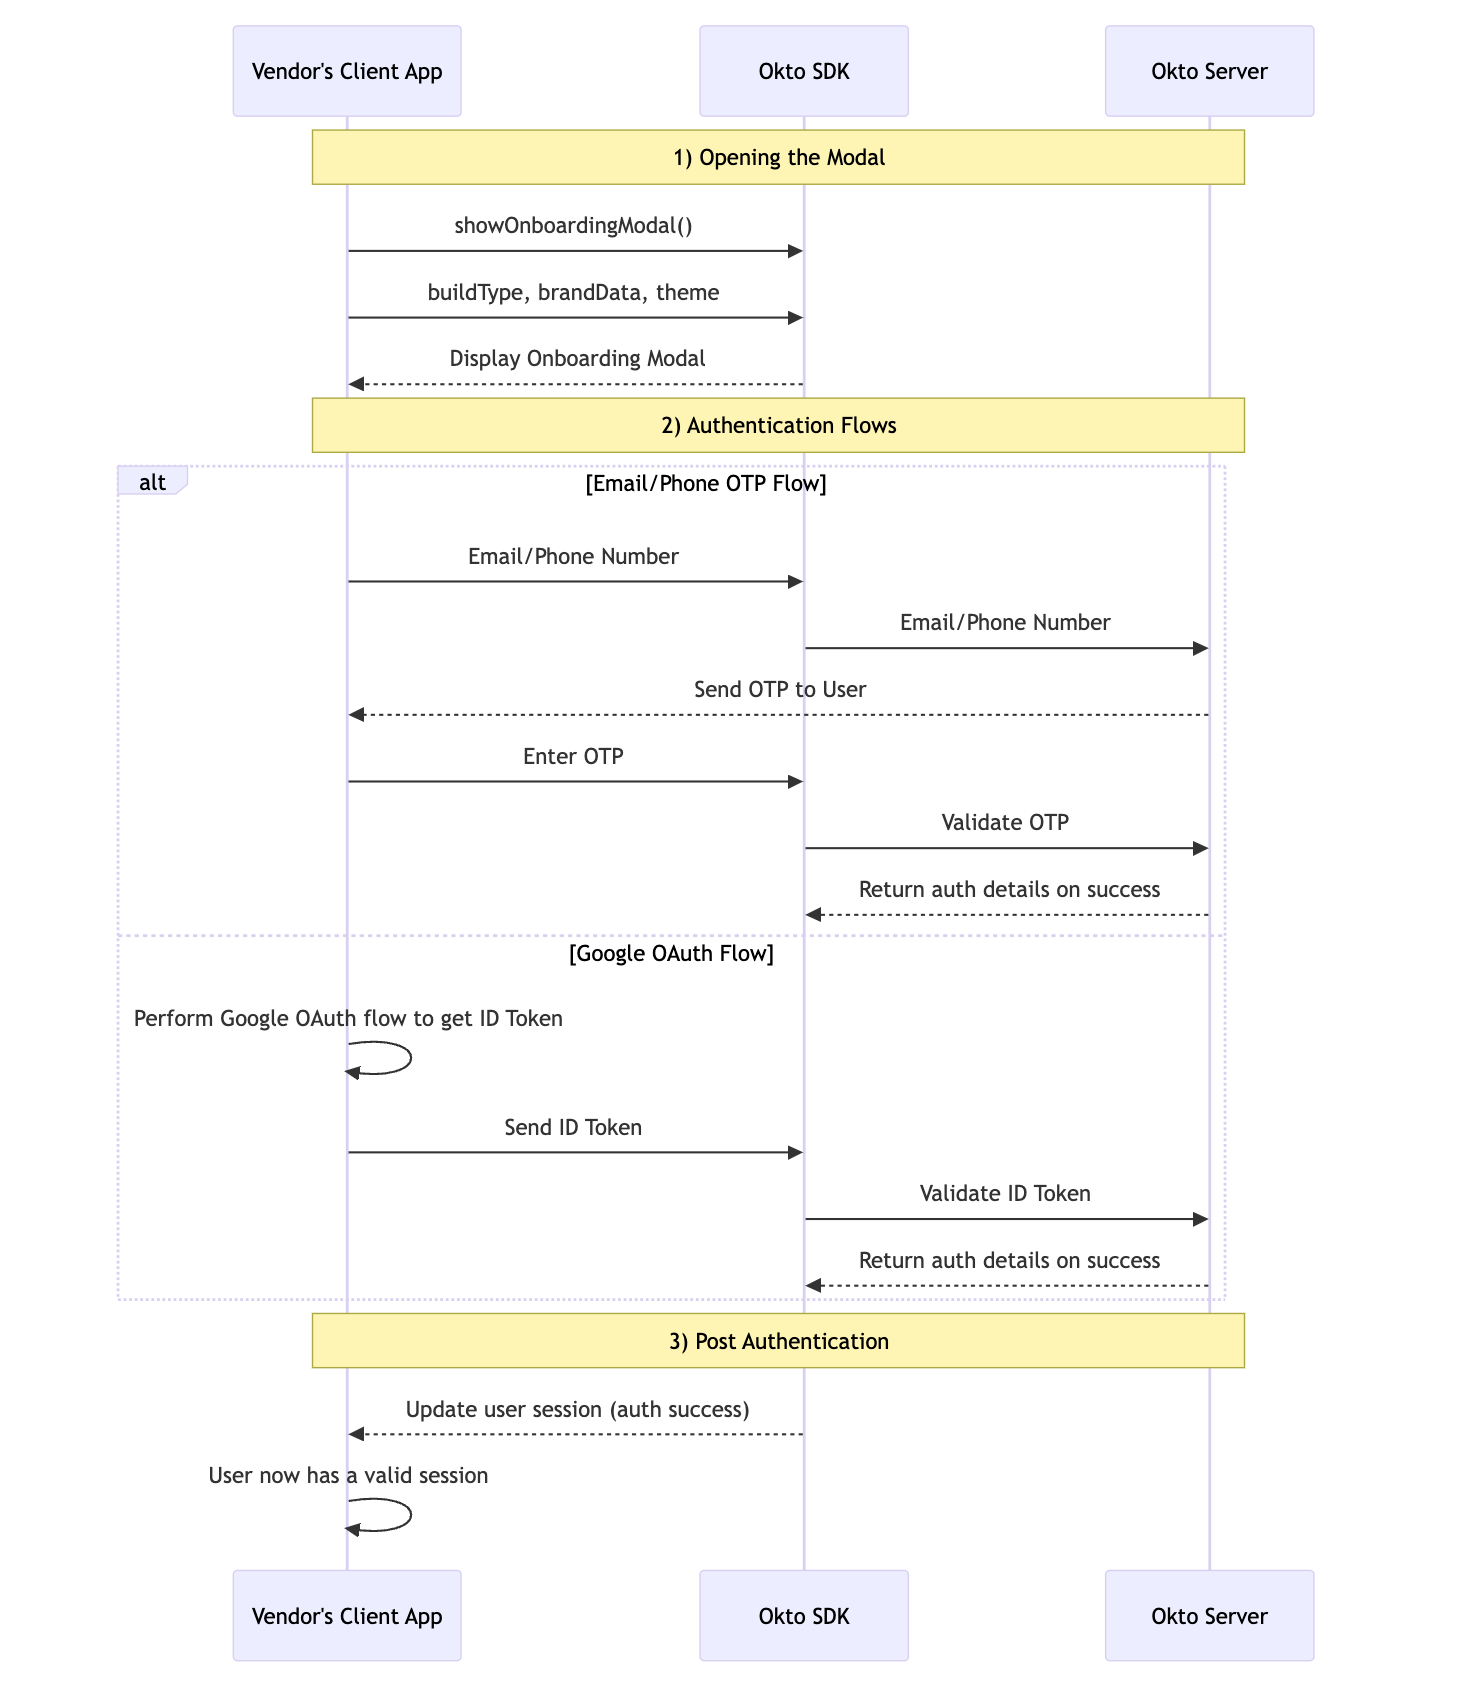 Vendor's Client App
Okto SDK
Okto Server
1) Opening the Modal
showOnboardingModal()
buildType, brandData, theme
Display Onboarding Modal
2) Authentication Flows
alt
[Email/Phone OTP Flow]
Email/Phone Number
Email/Phone Number
Send OTP to User
Enter OTP
Validate OTP
Return auth details on success
[Google OAuth Flow]
Perform Google OAuth flow to get ID Token
Send ID Token
Validate ID Token
Return auth details on success
3) Post Authentication
Update user session (auth success)
User now has a valid session
Vendor's Client App
Okto SDK
Okto Server